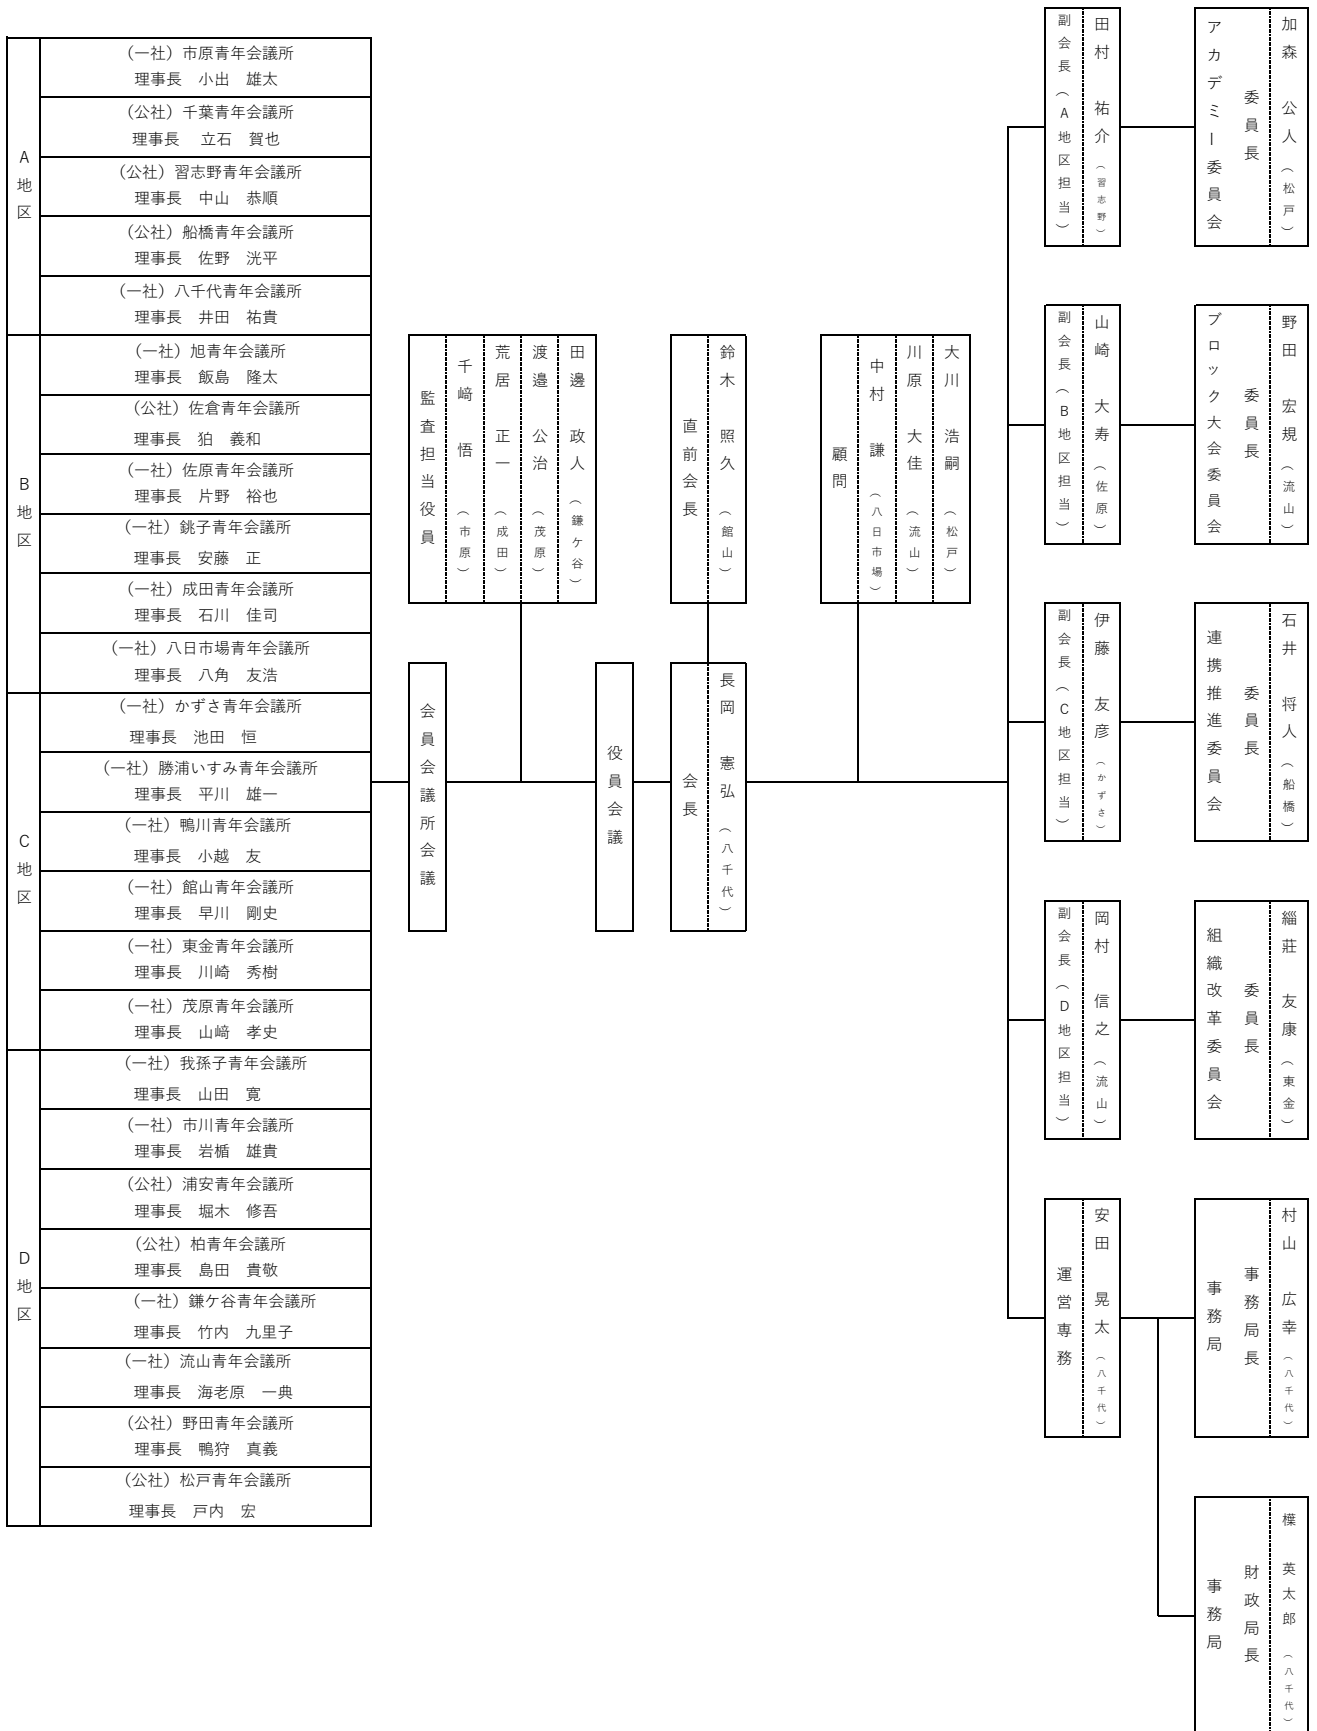 A地区
（一社）市原青年会議所
理事長　小出　雄太
（公社）千葉青年会議所
理事長　立石　賀也
（公社）習志野青年会議所
理事長　中山　恭順
（公社）船橋青年会議所
理事長　佐野　洸平
（一社）八千代青年会議所
理事長　井田　祐貴
B地区
（一社）旭青年会議所
理事長　飯島　隆太
（公社）佐倉青年会議所
理事長　狛　義和
（一社）佐原青年会議所
理事長　片野　裕也
（一社）銚子青年会議所
理事長　安藤　正
（一社）成田青年会議所
理事長　石川　佳司
（一社）八日市場青年会議所
理事長　八角　友浩
C地区
（一社）かずさ青年会議所
理事長　池田　恒
（一社）勝浦いすみ青年会議所
理事長　平川　雄一
（一社）鴨川青年会議所
理事長　小越　友
（一社）館山青年会議所
理事長　早川　剛史
（一社）東金青年会議所
理事長　川崎　秀樹
（一社）茂原青年会議所
理事長　山﨑　孝史
D地区
（一社）我孫子青年会議所
理事長　山田　寛
（一社）市川青年会議所
理事長　岩楯　雄貴
（公社）浦安青年会議所
理事長　堀木　修吾
（公社）柏青年会議所
理事長　島田　貴敬
（一社）鎌ケ谷青年会議所
理事長　竹内　九里子
（一社）流山青年会議所
理事長　海老原　一典
（公社）野田青年会議所
理事長　鴨狩　真義
（公社）松戸青年会議所
理事長　戸内　宏
監査担当役員
千﨑　悟（市原）
荒居　正一（成田）
渡邉　公治（茂原）
田邊　政人（鎌ケ谷）
会員会議所会議
役員会議
直前会長
鈴木　照久（館山）
会長
長岡　憲弘（八千代）
顧問
中村　謙（八日市場）
川原　大佳（流山）
大川　浩嗣（松戸）
副会長（A地区担当）
田村　祐介（習志野）
アカデミー委員会
委員長
加森　公人（松戸）
副会長（B地区担当）
山崎　大寿（佐原）
ブロック大会委員会
委員長
野田　宏規（流山）
副会長（C地区担当）
伊藤　友彦（かずさ）
連携推進委員会
委員長
石井　将人（船橋）
副会長（D地区担当）
岡村　信之（流山）
組織改革委員会
委員長
緇莊　友康（東金）
運営専務
安田　晃太（八千代）
事務局
事務局長
村山　広幸（八千代）
事務局
財政局長
櫟　英太郎（八千代）